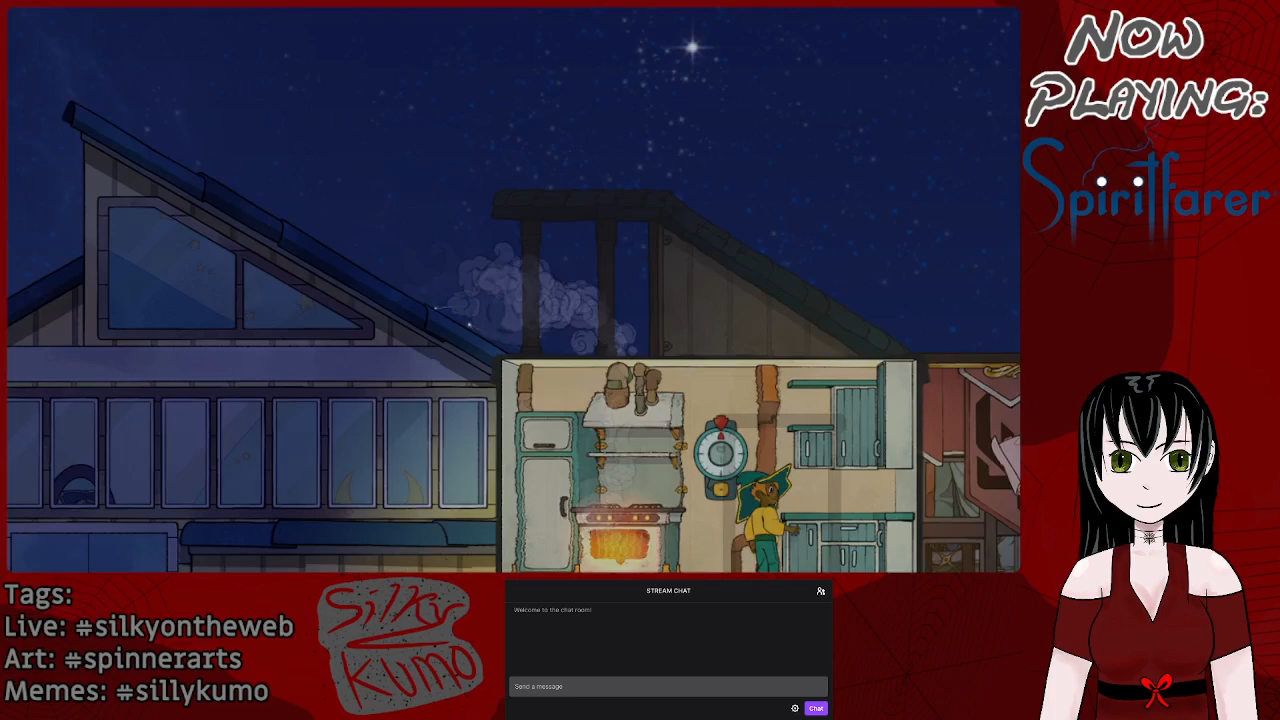 Now
Playing:
Spiritfarer
Tags:
Live: #silkyontheweb
Art: #spinnerarts
Memes: #sillykumo
Silky
Kumo
STREAM CHAT
Welcome to the chat room!
Send a message
Chat